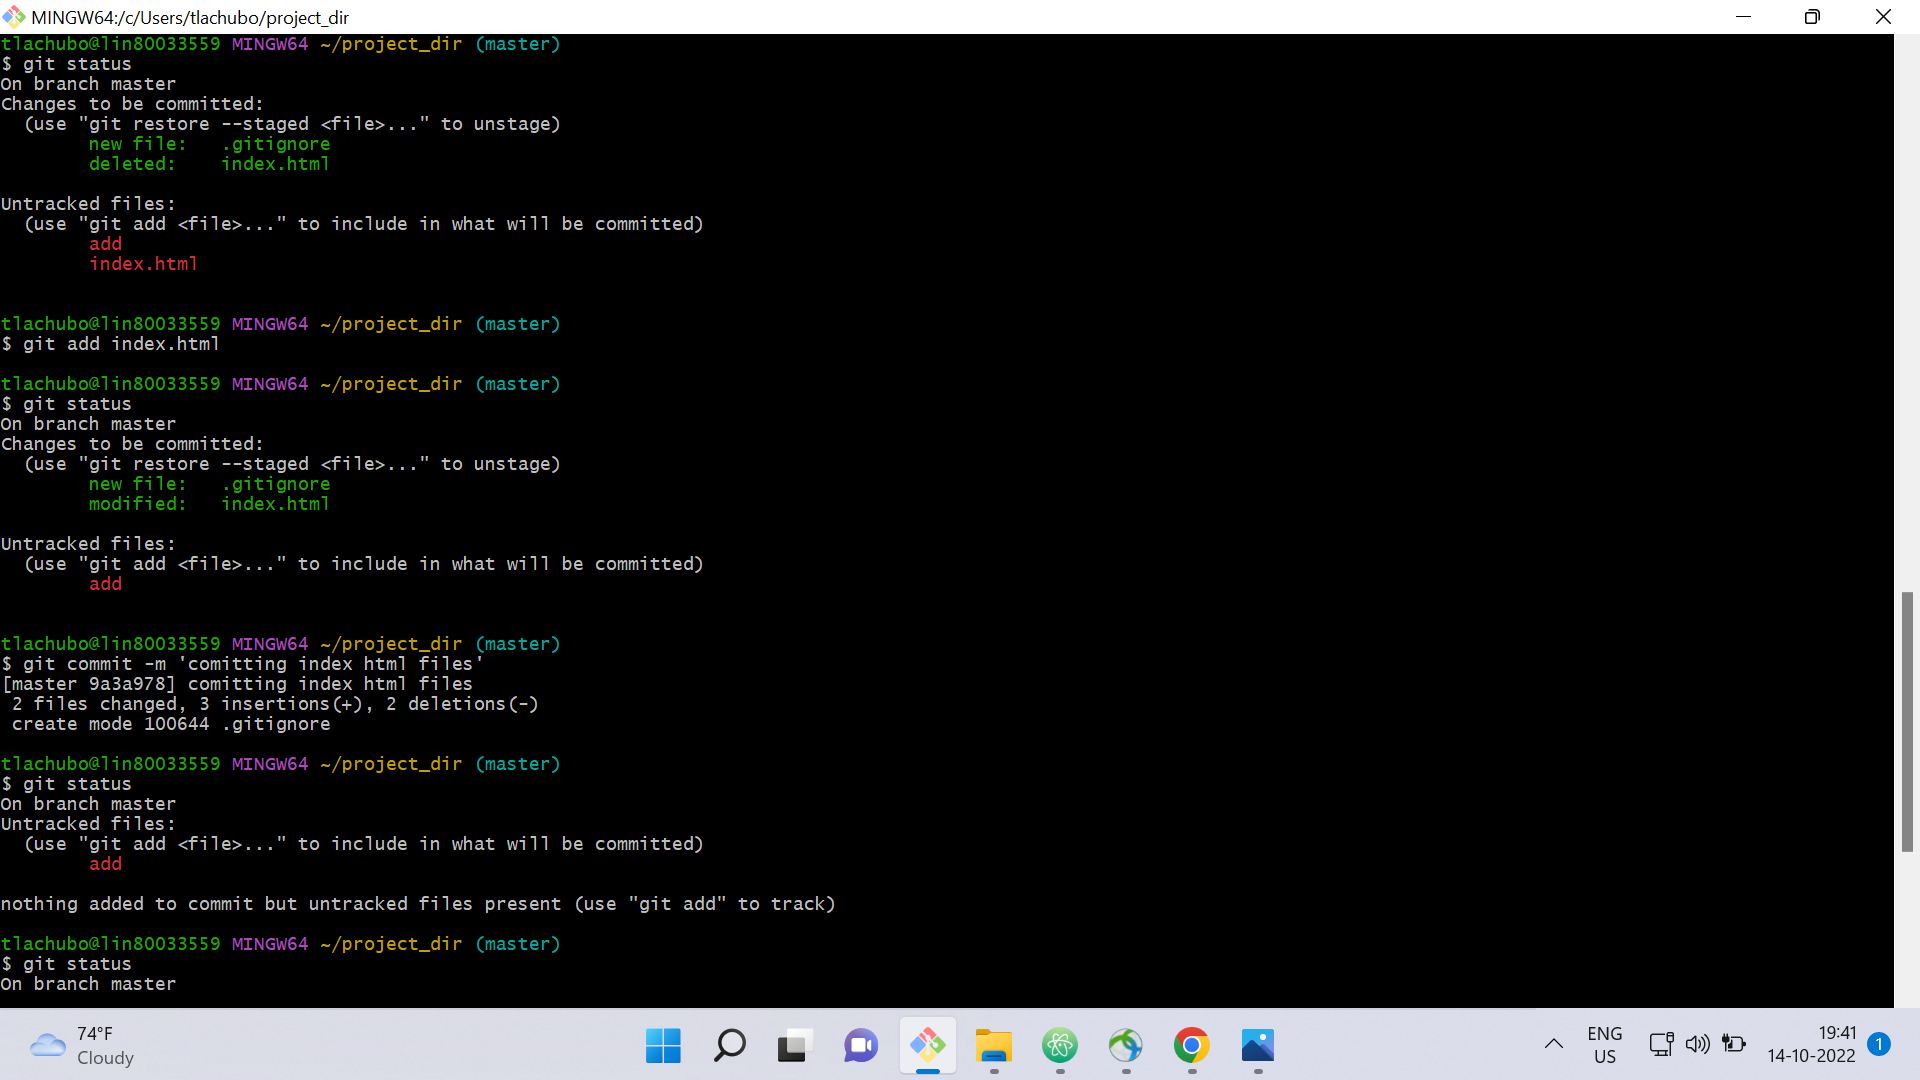 MINGW64:/c/Users/tlachubo/project_dir
tlachubo@lin80033559 MINGW64 ~/project_dir (master)
$ git status
On branch master
Changes to be committed:
  (use "git restore --staged <file>..." to unstage)
        new file:   .gitignore
        deleted:    index.html

Untracked files:
  (use "git add <file>..." to include in what will be committed)
        add
        index.html

tlachubo@lin80033559 MINGW64 ~/project_dir (master)
$ git add index.html

tlachubo@lin80033559 MINGW64 ~/project_dir (master)
$ git status
On branch master
Changes to be committed:
  (use "git restore --staged <file>..." to unstage)
        new file:   .gitignore
        modified:   index.html

Untracked files:
  (use "git add <file>..." to include in what will be committed)
        add

tlachubo@lin80033559 MINGW64 ~/project_dir (master)
$ git commit -m 'comitting index html files'
[master 9a3a978] comitting index html files
 2 files changed, 3 insertions(+), 2 deletions(-)
 create mode 100644 .gitignore

tlachubo@lin80033559 MINGW64 ~/project_dir (master)
$ git status
On branch master
Untracked files:
  (use "git add <file>..." to include in what will be committed)
        add

nothing added to commit but untracked files present (use "git add" to track)

tlachubo@lin80033559 MINGW64 ~/project_dir (master)
$ git status
On branch master
74°F
Cloudy
ENG
US
19:41
14-10-2022
1